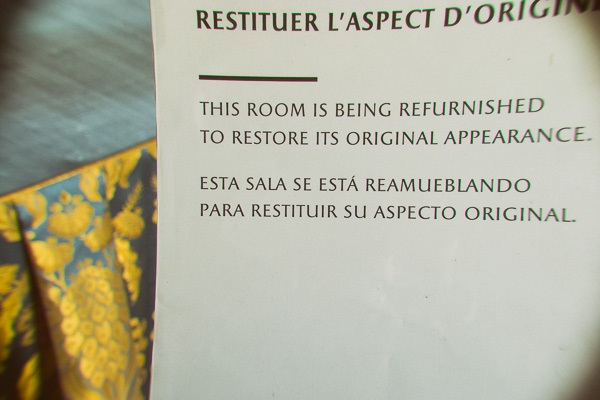 RESTITUER L'ASPECT D'ORIGINE
THIS ROOM IS BEING REFURNISHED
TO RESTORE ITS ORIGINAL APPEARANCE.
ESTA SALA SE ESTÁ REAMUEBLANDO
PARA RESTITUIR SU ASPECTO ORIGINAL.